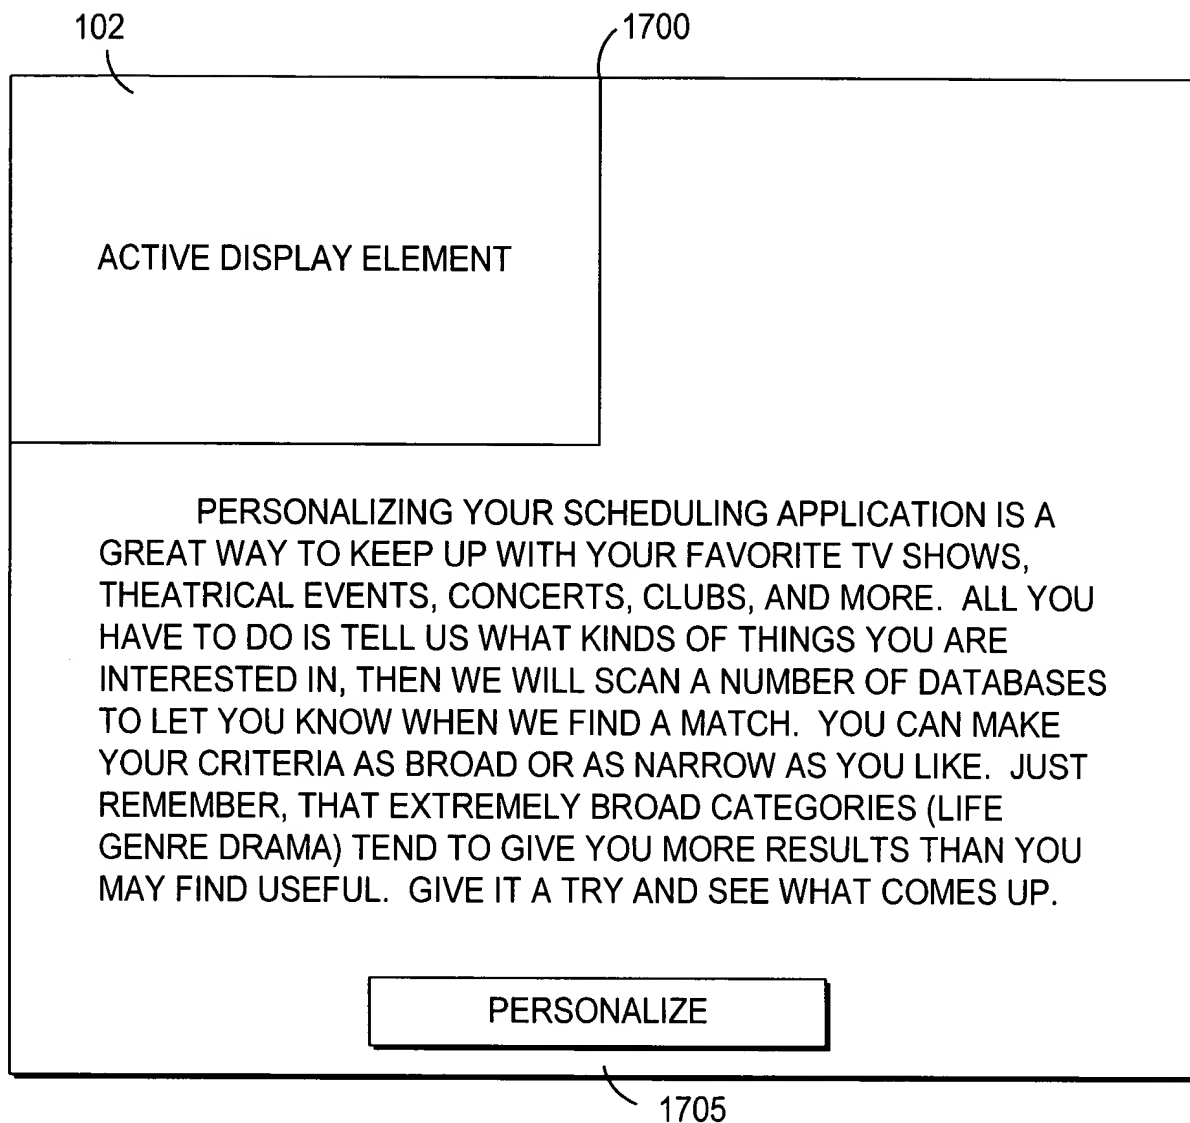 102
1700
ACTIVE DISPLAY ELEMENT
PERSONALIZING YOUR SCHEDULING APPLICATION IS A
GREAT WAY TO KEEP UP WITH YOUR FAVORITE TV SHOWS,
THEATRICAL EVENTS, CONCERTS, CLUBS, AND MORE. ALL YOU
HAVE TO DO IS TELL US WHAT KINDS OF THINGS YOU ARE
INTERESTED IN, THEN WE WILL SCAN A NUMBER OF DATABASES
TO LET YOU KNOW WHEN WE FIND A MATCH. YOU CAN MAKE
YOUR CRITERIA AS BROAD OR AS NARROW AS YOU LIKE. JUST
REMEMBER, THAT EXTREMELY BROAD CATEGORIES (LIFE
GENRE DRAMA) TEND TO GIVE YOU MORE RESULTS THAN YOU
MAY FIND USEFUL. GIVE IT A TRY AND SEE WHAT COMES UP.
PERSONALIZE
1705